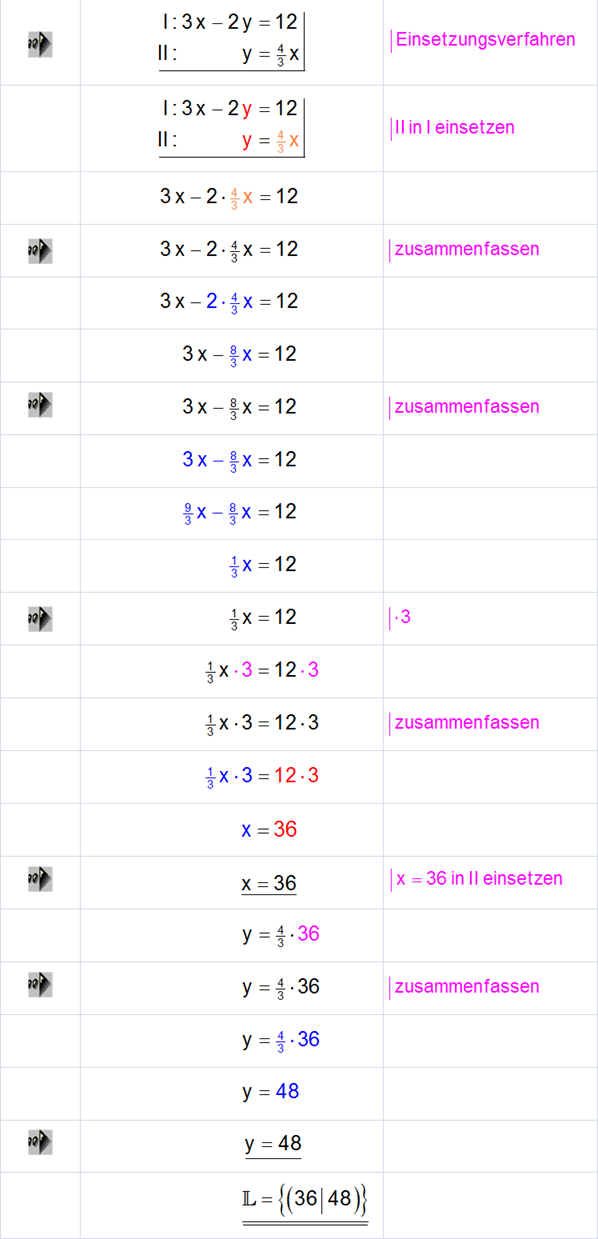 I: 3x − 2y = 12 |Einsetzungsverfahren
II: y = 4/3 x
I: 3x − 2y = 12 |II in I einsetzen
II: y = 4/3 x
3x − 2 · 4/3 x = 12
3x − 2 · 4/3 x = 12 |zusammenfassen
3x − 2 · 4/3 x = 12
3x − 8/3 x = 12
3x − 8/3 x = 12 |zusammenfassen
3x − 8/3 x = 12
9/3 x − 8/3 x = 12
1/3 x = 12
1/3 x = 12 |·3
1/3 x · 3 = 12 · 3
1/3 x · 3 = 12 · 3 |zusammenfassen
1/3 x · 3 = 12 · 3
x = 36
x = 36 |x = 36 in II einsetzen
y = 4/3 · 36
y = 4/3 · 36 |zusammenfassen
y = 4/3 · 36
y = 48
y = 48
𝕃 = {(36|48)}